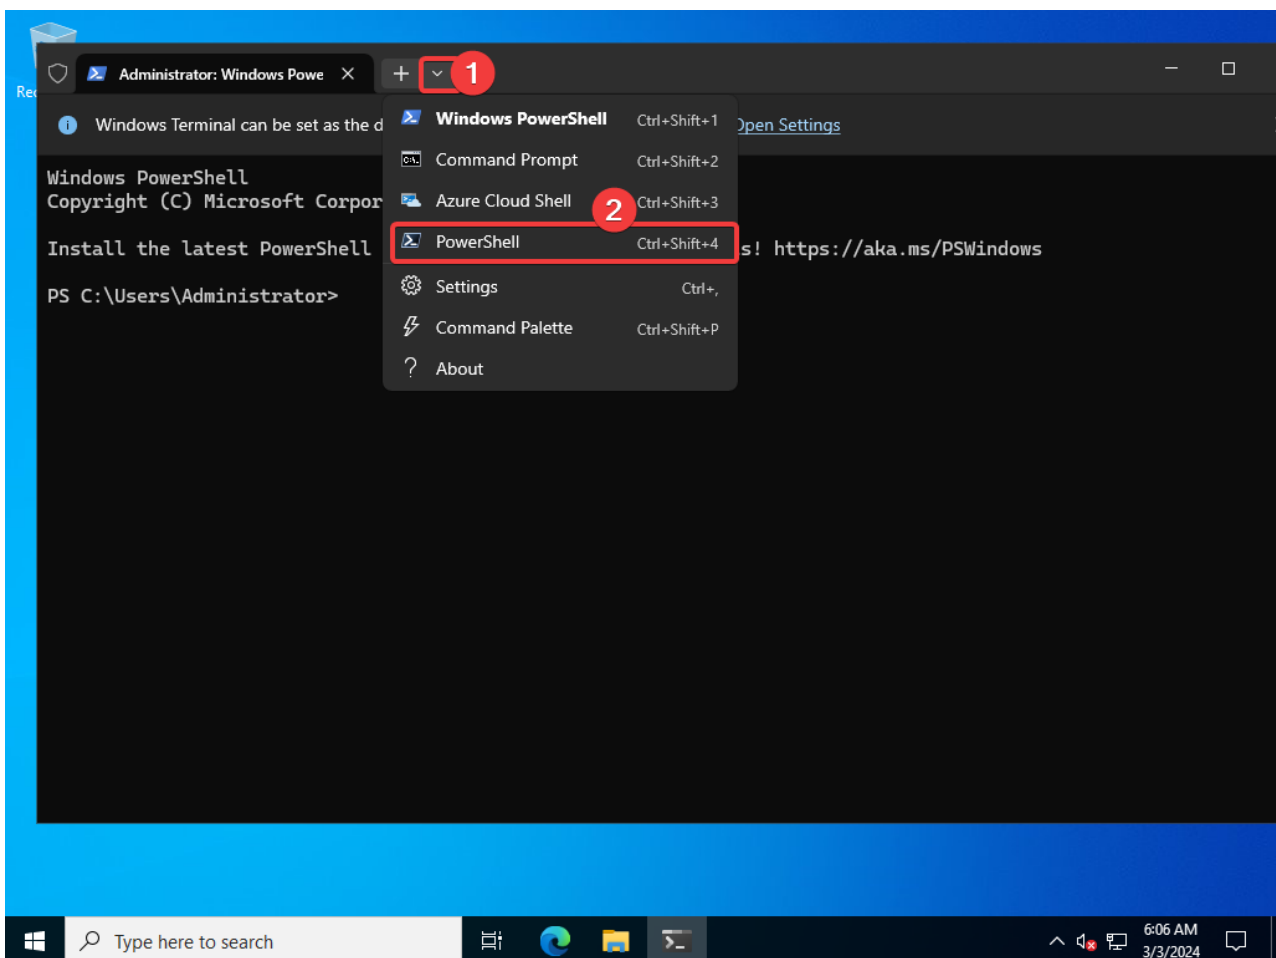 Rec
Administrator: Windows Powe
1
Windows Terminal can be set as the d
Open Settings
Windows PowerShell Ctrl+Shift+1
Command Prompt Ctrl+Shift+2
Azure Cloud Shell Ctrl+Shift+3
2
PowerShell Ctrl+Shift+4
Settings Ctrl+,
Command Palette Ctrl+Shift+P
? About
Windows PowerShell
Copyright (C) Microsoft Corpor
Install the latest PowerShell s! https://aka.ms/PSWindows
PS C:\Users\Administrator>
Type here to search
6:06 AM
3/3/2024